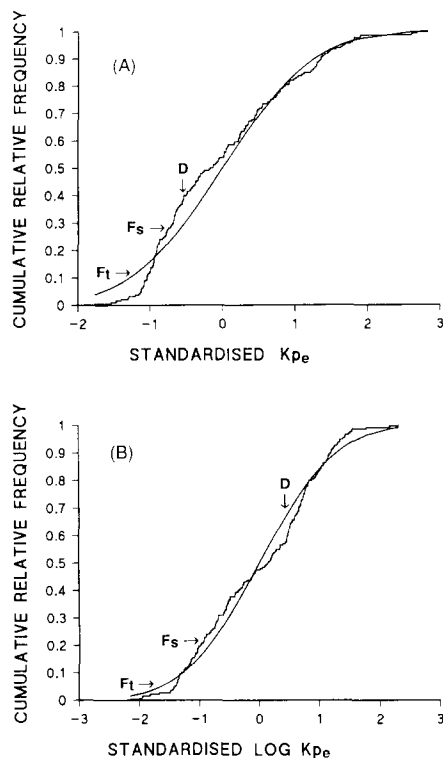 (A)
CUMULATIVE RELATIVE FREQUENCY
1
0.9
0.8
0.7
0.6
0.5
0.4
0.3
0.2
0.1
0
D
Fs
Ft
-2 -1 0 1 2 3
STANDARDISED Kpe
(B)
CUMULATIVE RELATIVE FREQUENCY
1
0.9
0.8
0.7
0.6
0.5
0.4
0.3
0.2
0.1
0
D
Fs
Ft
-3 -2 -1 0 1 2 3
STANDARDISED LOG Kpe